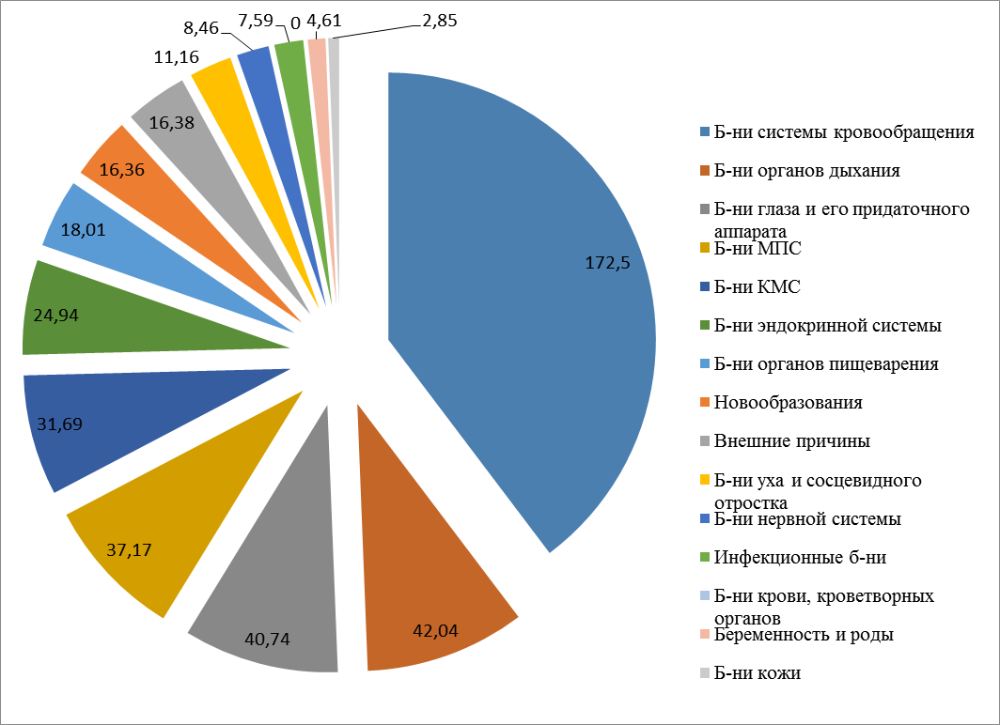 7,59
0
4,61
2,85
8,46
11,16
16,38
16,36
18,01
24,94
31,69
37,17
40,74
42,04
172,5
Б-ни системы кровообращения
Б-ни органов дыхания
Б-ни глаза и его придаточного
аппарата
Б-ни МПС
Б-ни КМС
Б-ни эндокринной системы
Б-ни органов пищеварения
Новообразования
Внешние причины
Б-ни уха и сосцевидного
отростка
Б-ни нервной системы
Инфекционные б-ни
Б-ни крови, кроветворных
органов
Беременность и роды
Б-ни кожи